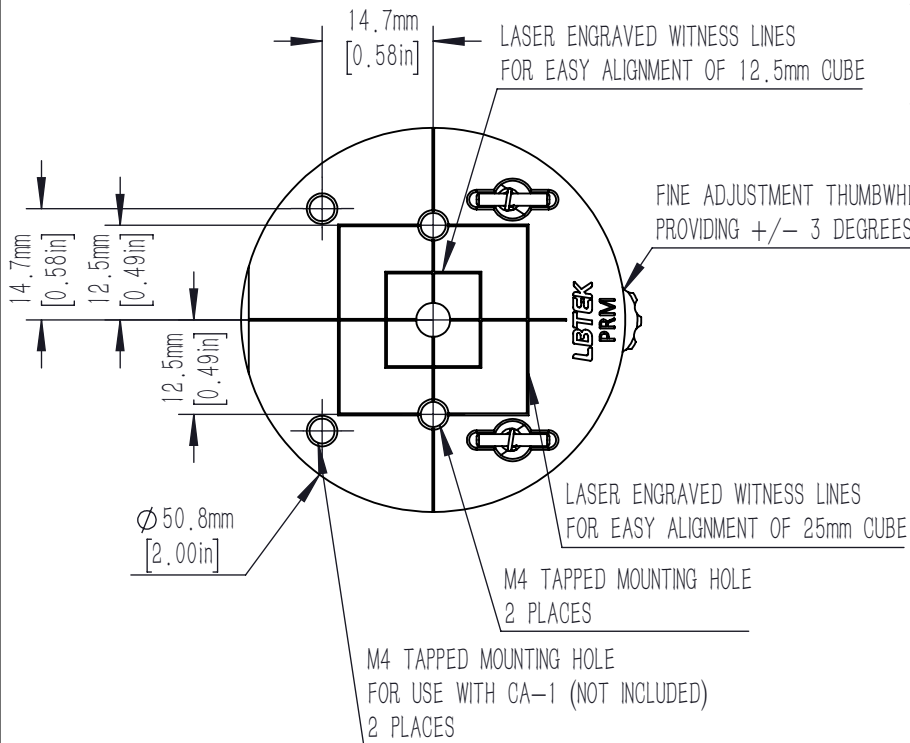 14.7mm
[0.58in]
LASER ENGRAVED WITNESS LINES
FOR EASY ALIGNMENT OF 12.5mm CUBE
FINE ADJUSTMENT
PROVIDING +/- 3 DEGREES
14.7mm
[0.58in]
12.5mm
[0.49in]
12.5mm
[0.49in]
LBTEK
PRM
Ø50.8mm
[2.00in]
LASER ENGRAVED WITNESS LINES
FOR EASY ALIGNMENT OF 25mm CUBE
M4 TAPPED MOUNTING HOLE
2 PLACES
M4 TAPPED MOUNTING HOLE
FOR USE WITH CA-1 (NOT INCLUDED)
2 PLACES